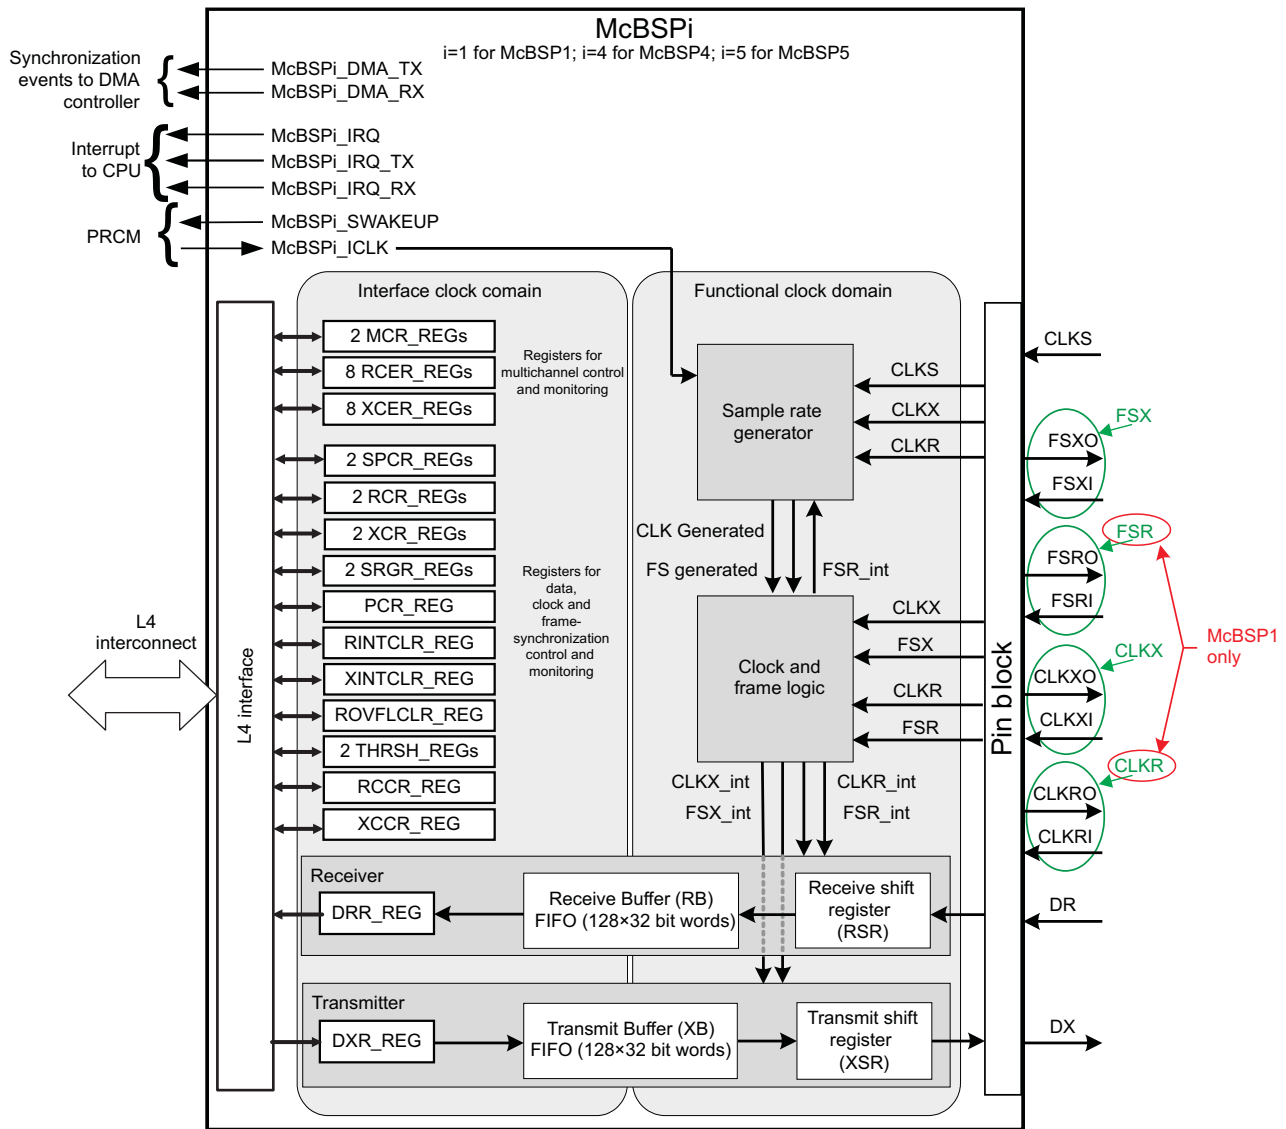 McBSPi
i=1 for McBSP1; i=4 for McBSP4; i=5 for McBSP5
Synchronization
events to DMA
controller
McBSPi_DMA_TX
McBSPi_DMA_RX
Interrupt
to CPU
McBSPi_IRQ
McBSPi_IRQ_TX
McBSPi_IRQ_RX
PRCM
McBSPi_SWAKEUP
McBSPi_ICLK
Interface clock comain
Functional clock domain
L4
interconnect
L4 interface
2 MCR_REGs
8 RCER_REGs
8 XCER_REGs
Registers for
multichannel control
and monitoring
2 SPCR_REGs
2 RCR_REGs
2 XCR_REGs
2 SRGR_REGs
PCR_REG
RINTCLR_REG
XINTCLR_REG
ROVFLCLR_REG
2 THRSH_REGs
RCCR_REG
XCCR_REG
Registers for
data,
clock and
frame-
synchronization
control and
monitoring
Sample rate
generator
CLKS
CLKX
CLKR
CLK Generated
FS generated
FSR_int
Clock and
frame logic
CLKX
FSX
CLKR
FSR
CLKX_int
FSX_int
CLKR_int
FSR_int
Receiver
DRR_REG
Receive Buffer (RB)
FIFO (128×32 bit words)
Receive shift
register
(RSR)
Transmitter
DXR_REG
Transmit Buffer (XB)
FIFO (128×32 bit words)
Transmit shift
register
(XSR)
Pin block
CLKS
FSX
FSXO
FSXI
FSR
FSRO
FSRI
McBSP1
only
CLKX
CLKXO
CLKXI
CLKR
CLKRO
CLKRI
DR
DX